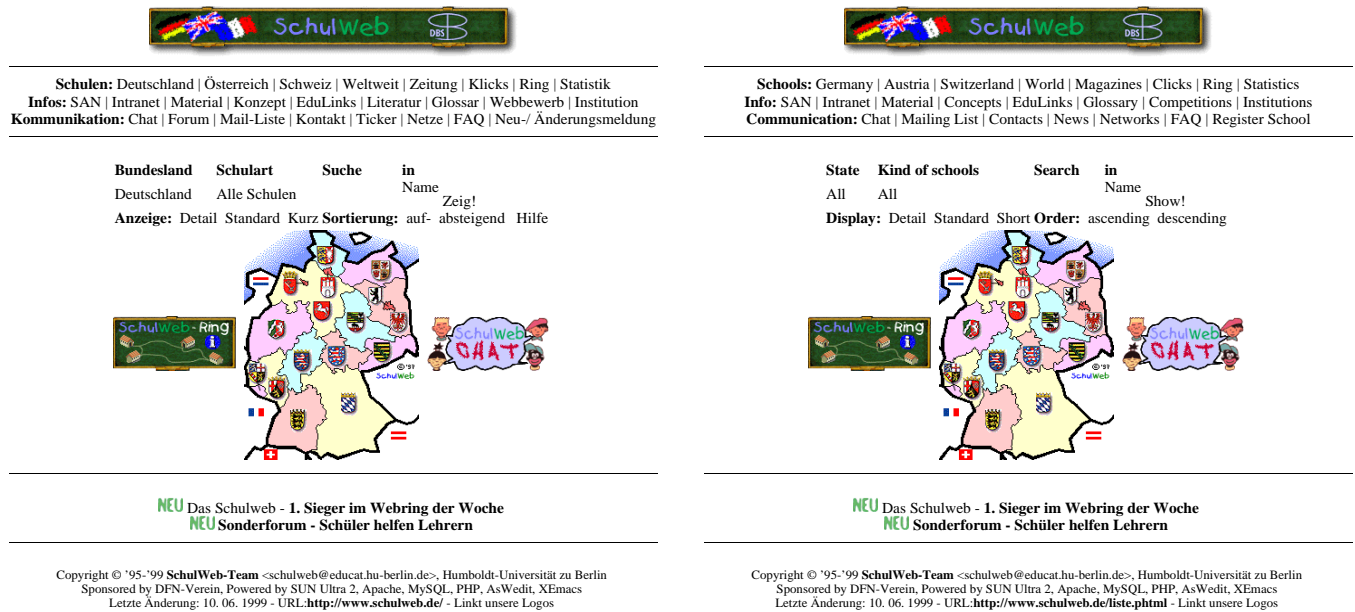 SchulWeb DBS
Schulen: Deutschland | Österreich | Schweiz | Weltweit | Zeitung | Klicks | Ring | Statistik
Infos: SAN | Intranet | Material | Konzept | EduLinks | Literatur | Glossar | Webbewerb | Institution
Kommunikation: Chat | Forum | Mail-Liste | Kontakt | Ticker | Netze | FAQ | Neu-/ Änderungsmeldung
Bundesland Schulart Suche in
Deutschland Alle Schulen Name Zeig!
Anzeige: Detail Standard Kurz Sortierung: auf- absteigend Hilfe
SchulWeb-Ring
i
SchulWeb
CHAT
© '97
SchulWeb
NEU Das Schulweb - 1. Sieger im Webring der Woche
NEU Sonderforum - Schüler helfen Lehrern
Copyright © '95-'99 SchulWeb-Team <schulweb@educat.hu-berlin.de>, Humboldt-Universität zu Berlin
Sponsored by DFN-Verein, Powered by SUN Ultra 2, Apache, MySQL, PHP, AsWedit, XEmacs
Letzte Änderung: 10. 06. 1999 - URL:http://www.schulweb.de/ - Linkt unsere Logos
SchulWeb DBS
Schools: Germany | Austria | Switzerland | World | Magazines | Clicks | Ring | Statistics
Info: SAN | Intranet | Material | Concepts | EduLinks | Glossary | Competitions | Institutions
Communication: Chat | Mailing List | Contacts | News | Networks | FAQ | Register School
State Kind of schools Search in
All All Name Show!
Display: Detail Standard Short Order: ascending descending
SchulWeb-Ring
i
SchulWeb
CHAT
© '97
SchulWeb
NEU Das Schulweb - 1. Sieger im Webring der Woche
NEU Sonderforum - Schüler helfen Lehrern
Copyright © '95-'99 SchulWeb-Team <schulweb@educat.hu-berlin.de>, Humboldt-Universität zu Berlin
Sponsored by DFN-Verein, Powered by SUN Ultra 2, Apache, MySQL, PHP, AsWedit, XEmacs
Letzte Änderung: 10. 06. 1999 - URL:http://www.schulweb.de/liste.phtml - Linkt unsere Logos